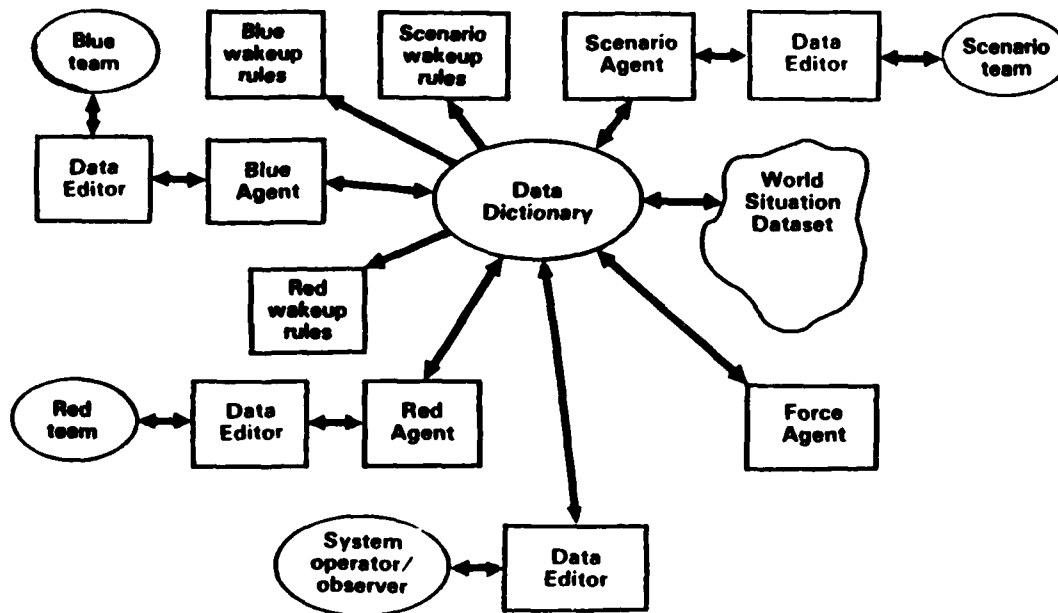 Blue
team
Blue
wakeup
rules
Scenario
wakeup
rules
Scenario
Agent
Data
Editor
Scenario
team
Data
Editor
Blue
Agent
Data
Dictionary
World
Situation
Dataset
Red
wakeup
rules
Red
team
Data
Editor
Red
Agent
Force
Agent
System
operator/
observer
Data
Editor